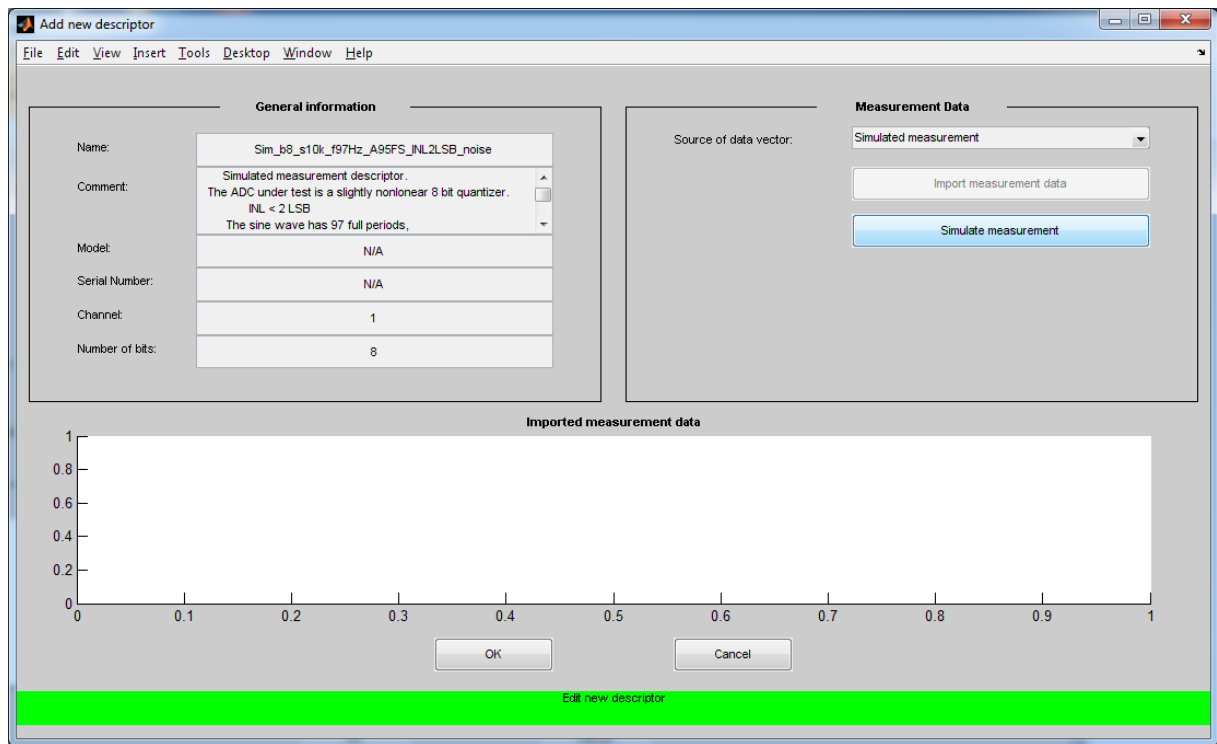 Add new descriptor
File Edit View Insert Tools Desktop Window Help
General information
Name:
Sim_b8_s10k_f97Hz_A95FS_INL2LSB_noise
Comment:
Simulated measurement descriptor.
The ADC under test is a slightly nonlonear 8 bit quantizer.
INL < 2 LSB
The sine wave has 97 full periods,
Model:
N/A
Serial Number:
N/A
Channel:
1
Number of bits:
8
Measurement Data
Source of data vector:
Simulated measurement
Import measurement data
Simulate measurement
Imported measurement data
1
0.8
0.6
0.4
0.2
0
0 0.1 0.2 0.3 0.4 0.5 0.6 0.7 0.8 0.9 1
OK
Cancel
Edit new descriptor